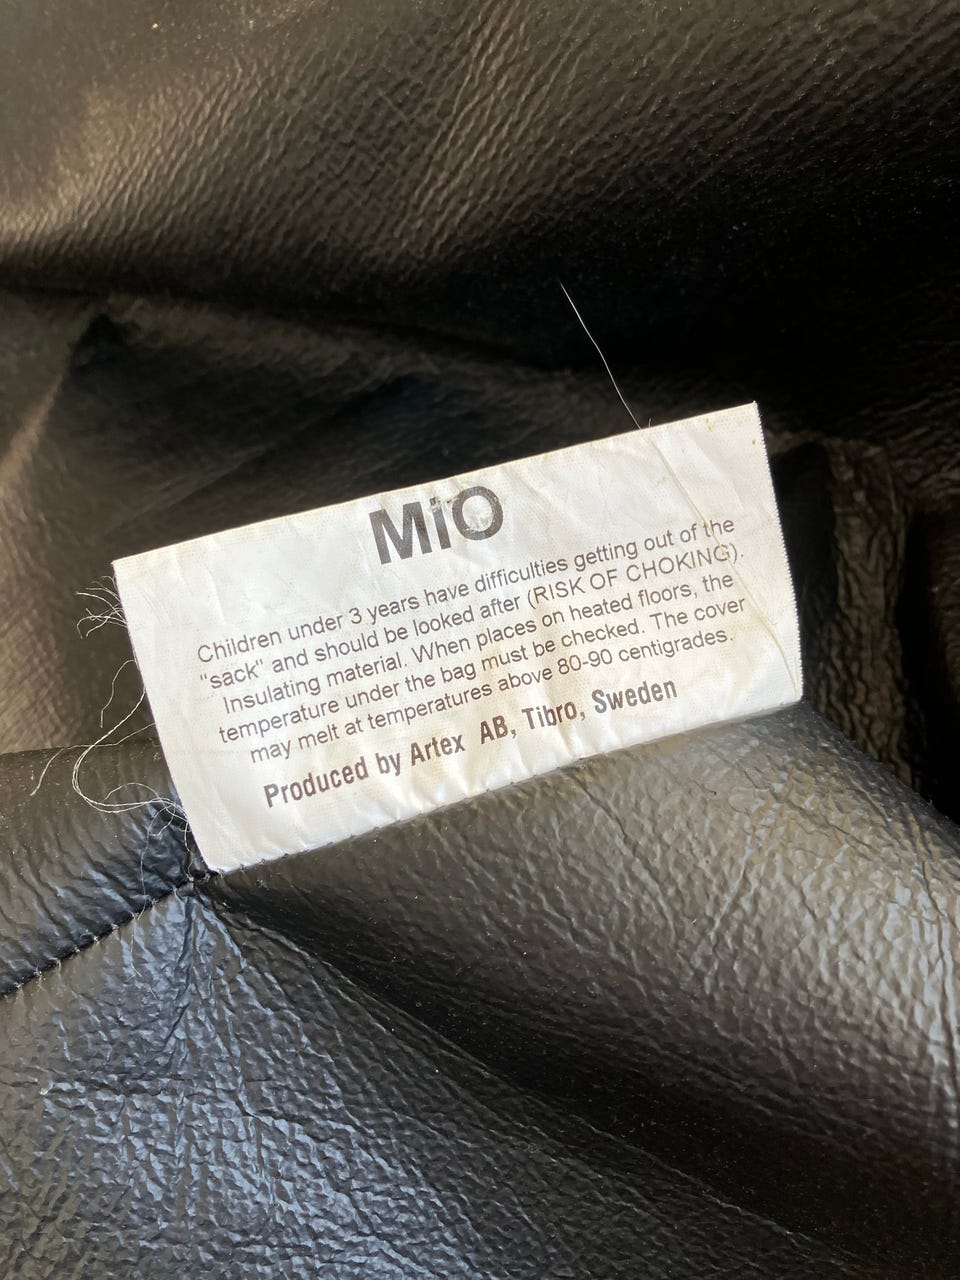 MiO
Children under 3 years have difficulties getting out of the
"sack" and should be looked after (RISK OF CHOKING).
Insulating material. When places on heated floors, the
temperature under the bag must be checked. The cover
may melt at temperatures above 80-90 centigrades.
Produced by Artex AB, Tibro, Sweden